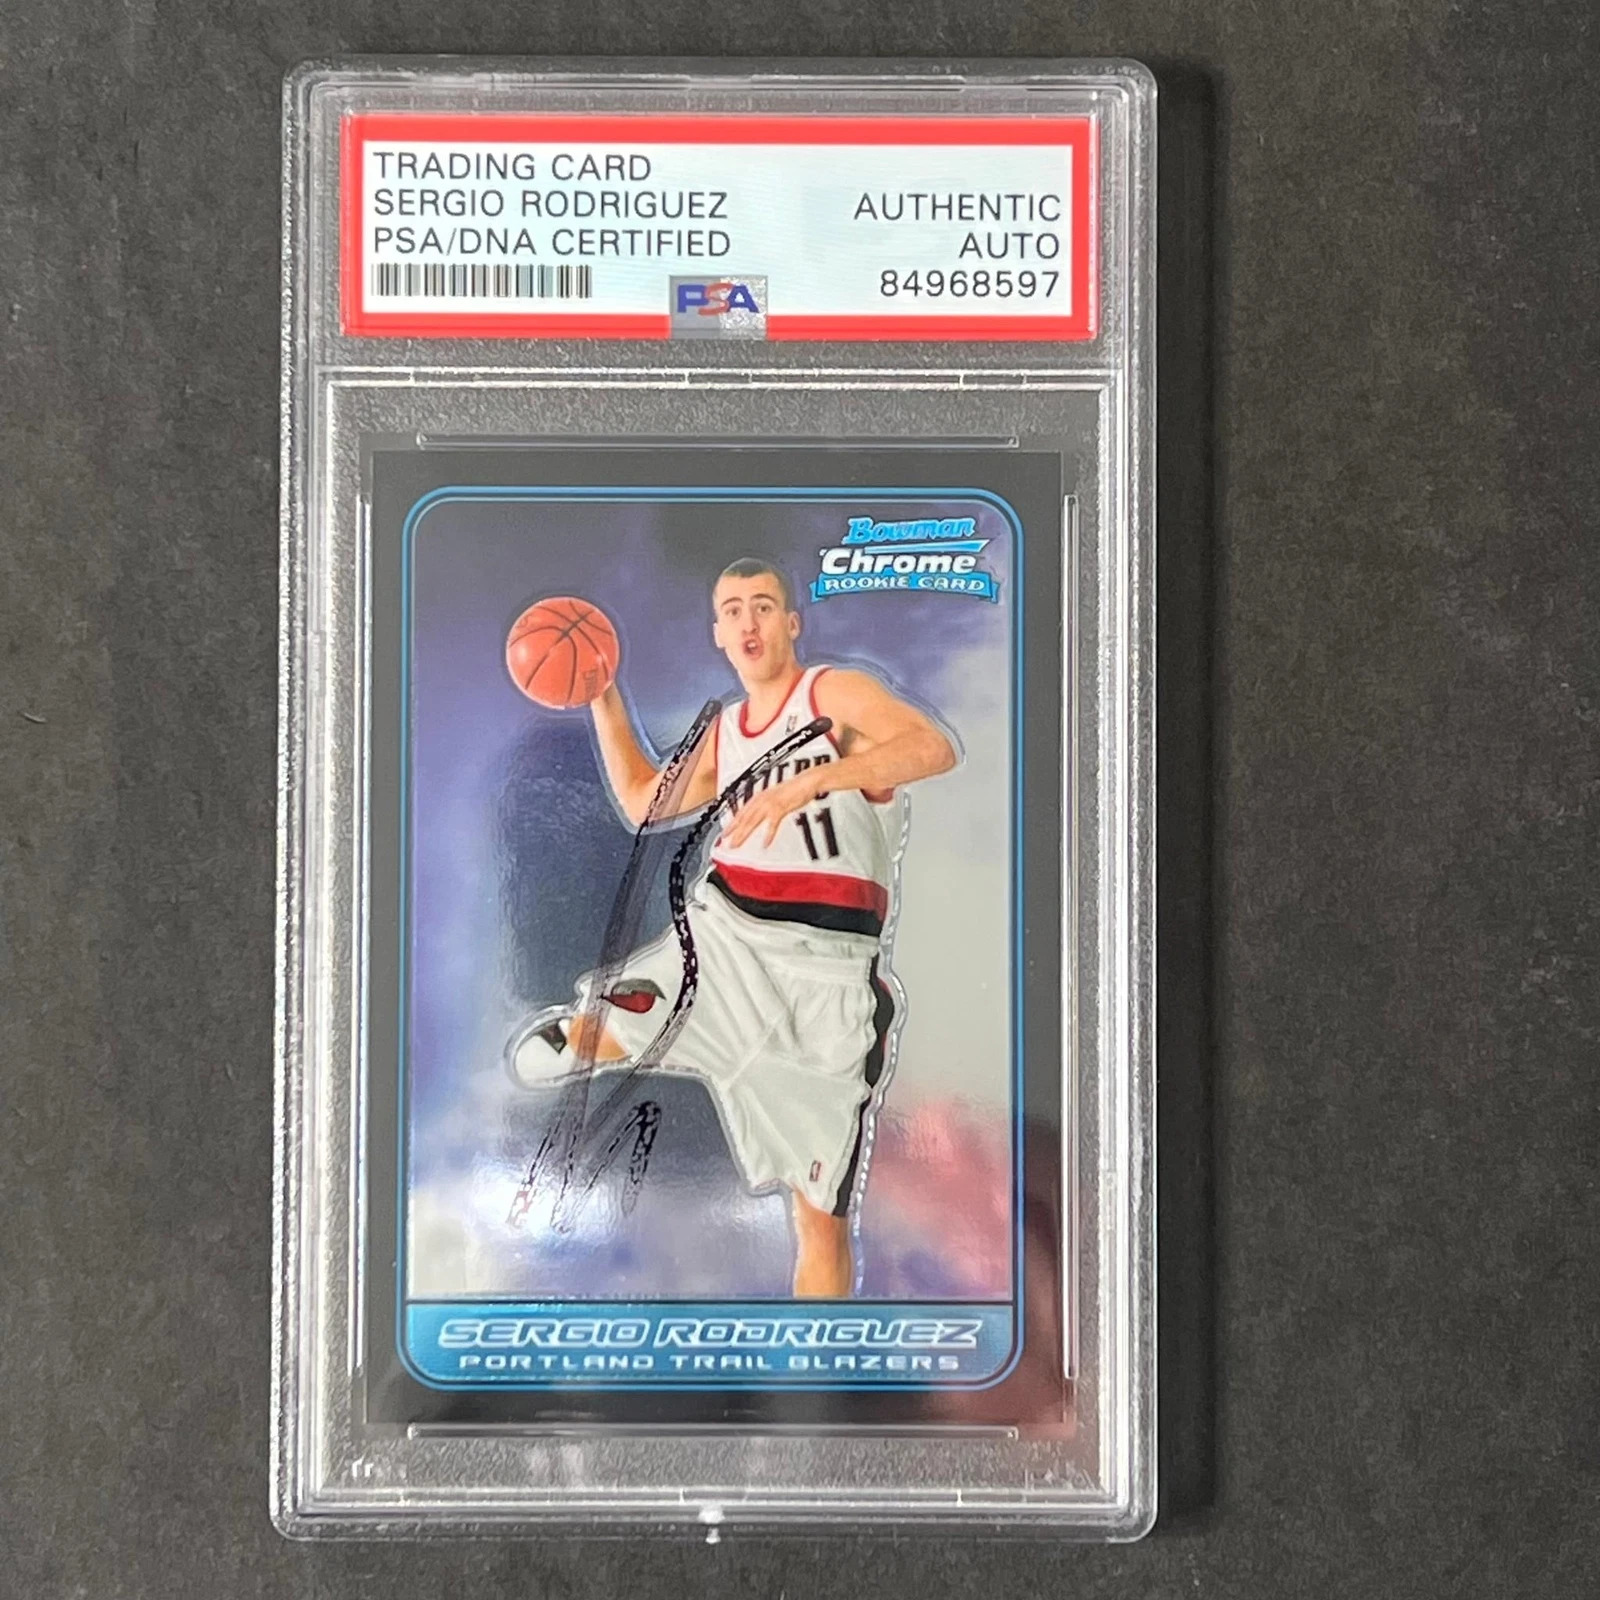 TRADING CARD
SERGIO RODRIGUEZ
PSA/DNA CERTIFIED
AUTHENTIC
AUTO
84968597
PSA
Bowman
Chrome
ROOKIE CARD
11
SERGIO RODRIGUEZ
PORTLAND TRAIL BLAZERS